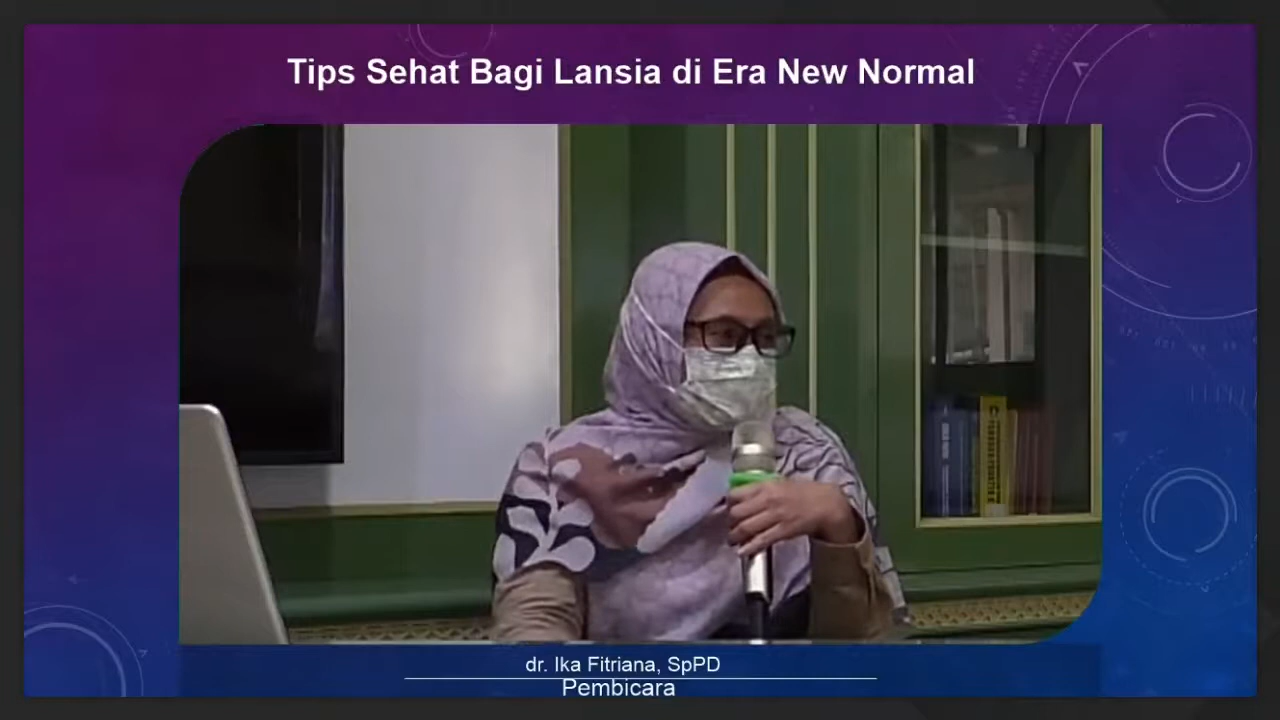 Tips Sehat Bagi Lansia di Era New Normal
dr. Ika Fitriana, SpPD
Pembicara